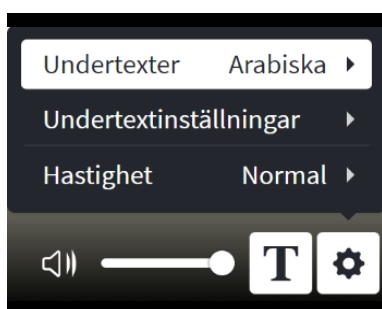 Undertexter Arabiska
Undertextinställningar
Hastighet Normal
T